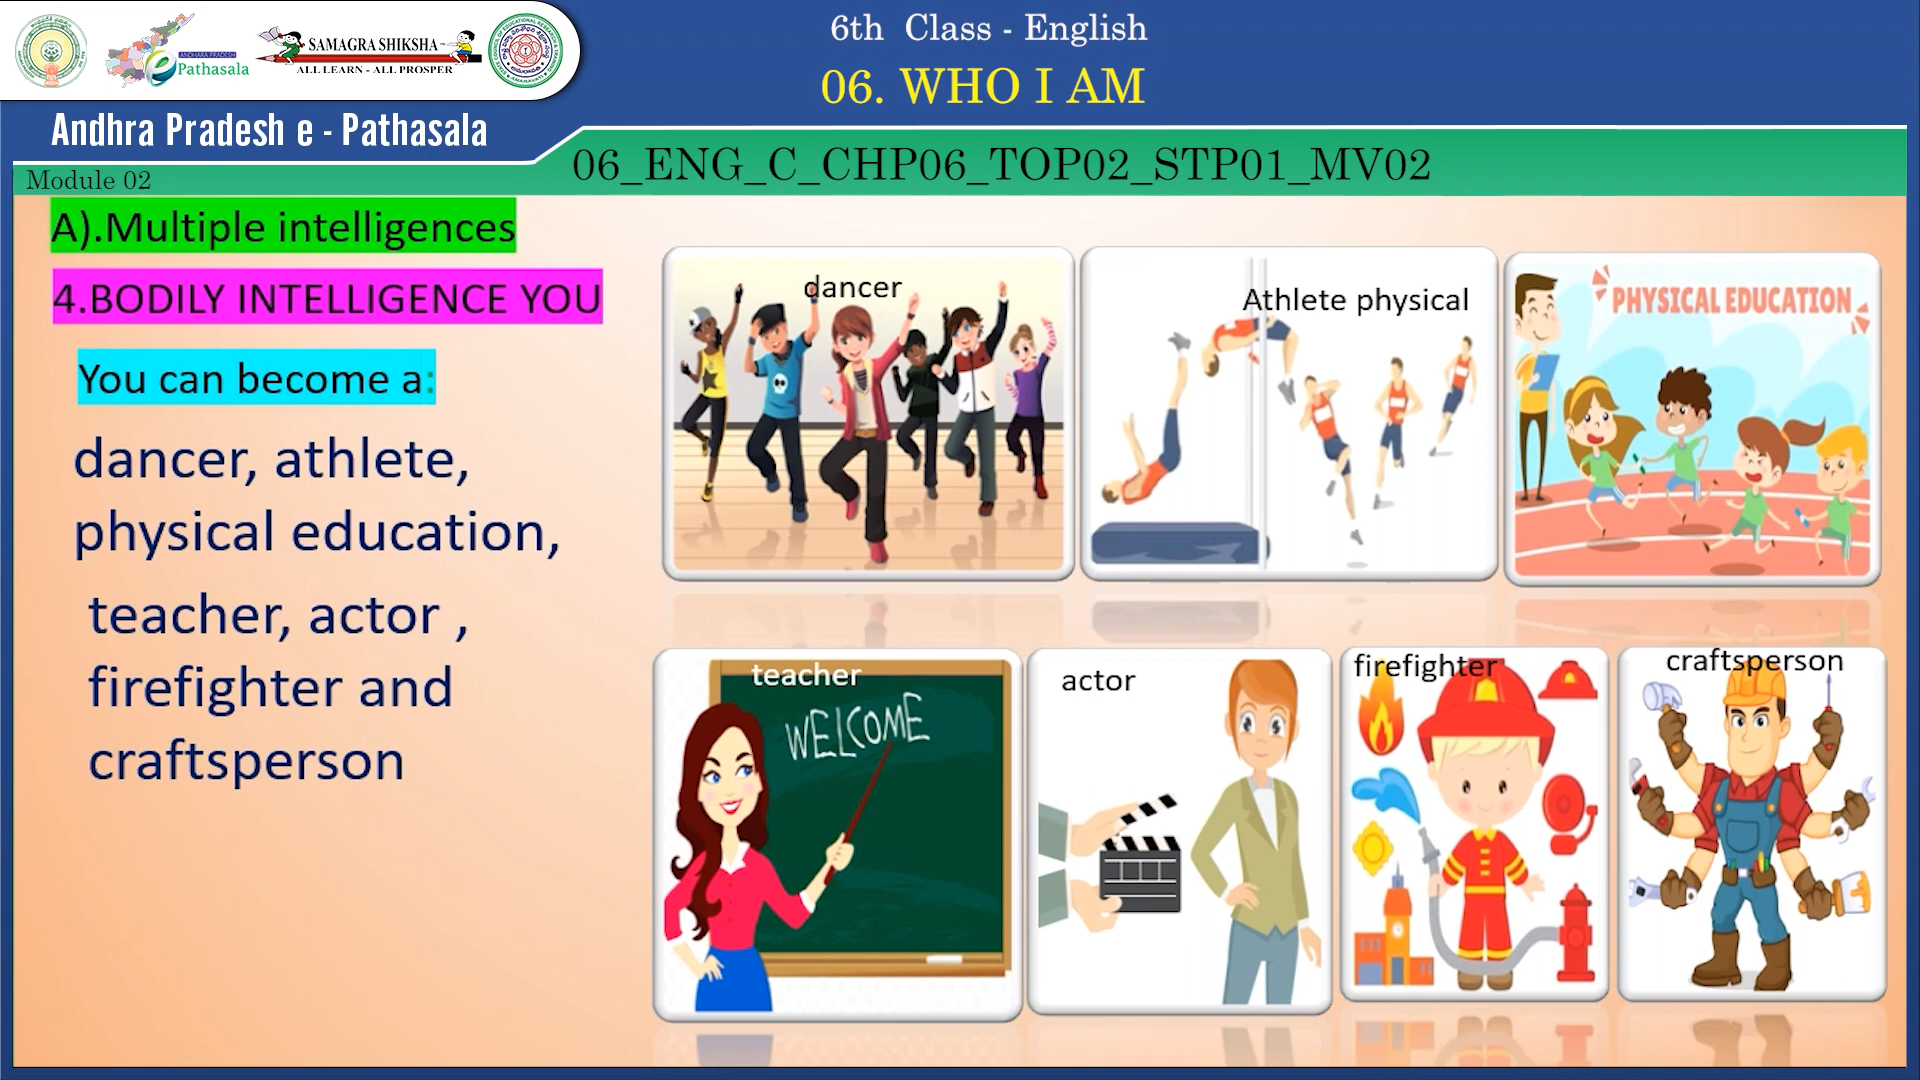 6th Class - English
06. WHO I AM
ANDHRA PRADESH
e Pathasala
SAMAGRA SHIKSHA
ALL LEARN - ALL PROSPER
Andhra Pradesh e - Pathasala
06_ENG_C_CHP06_TOP02_STP01_MV02
Module 02
A).Multiple intelligences
4.BODILY INTELLIGENCE YOU
You can become a:
dancer, athlete,
physical education,
teacher, actor ,
firefighter and
craftsperson
dancer
Athlete physical
PHYSICAL EDUCATION
teacher
WELCOME
actor
firefighter
craftsperson